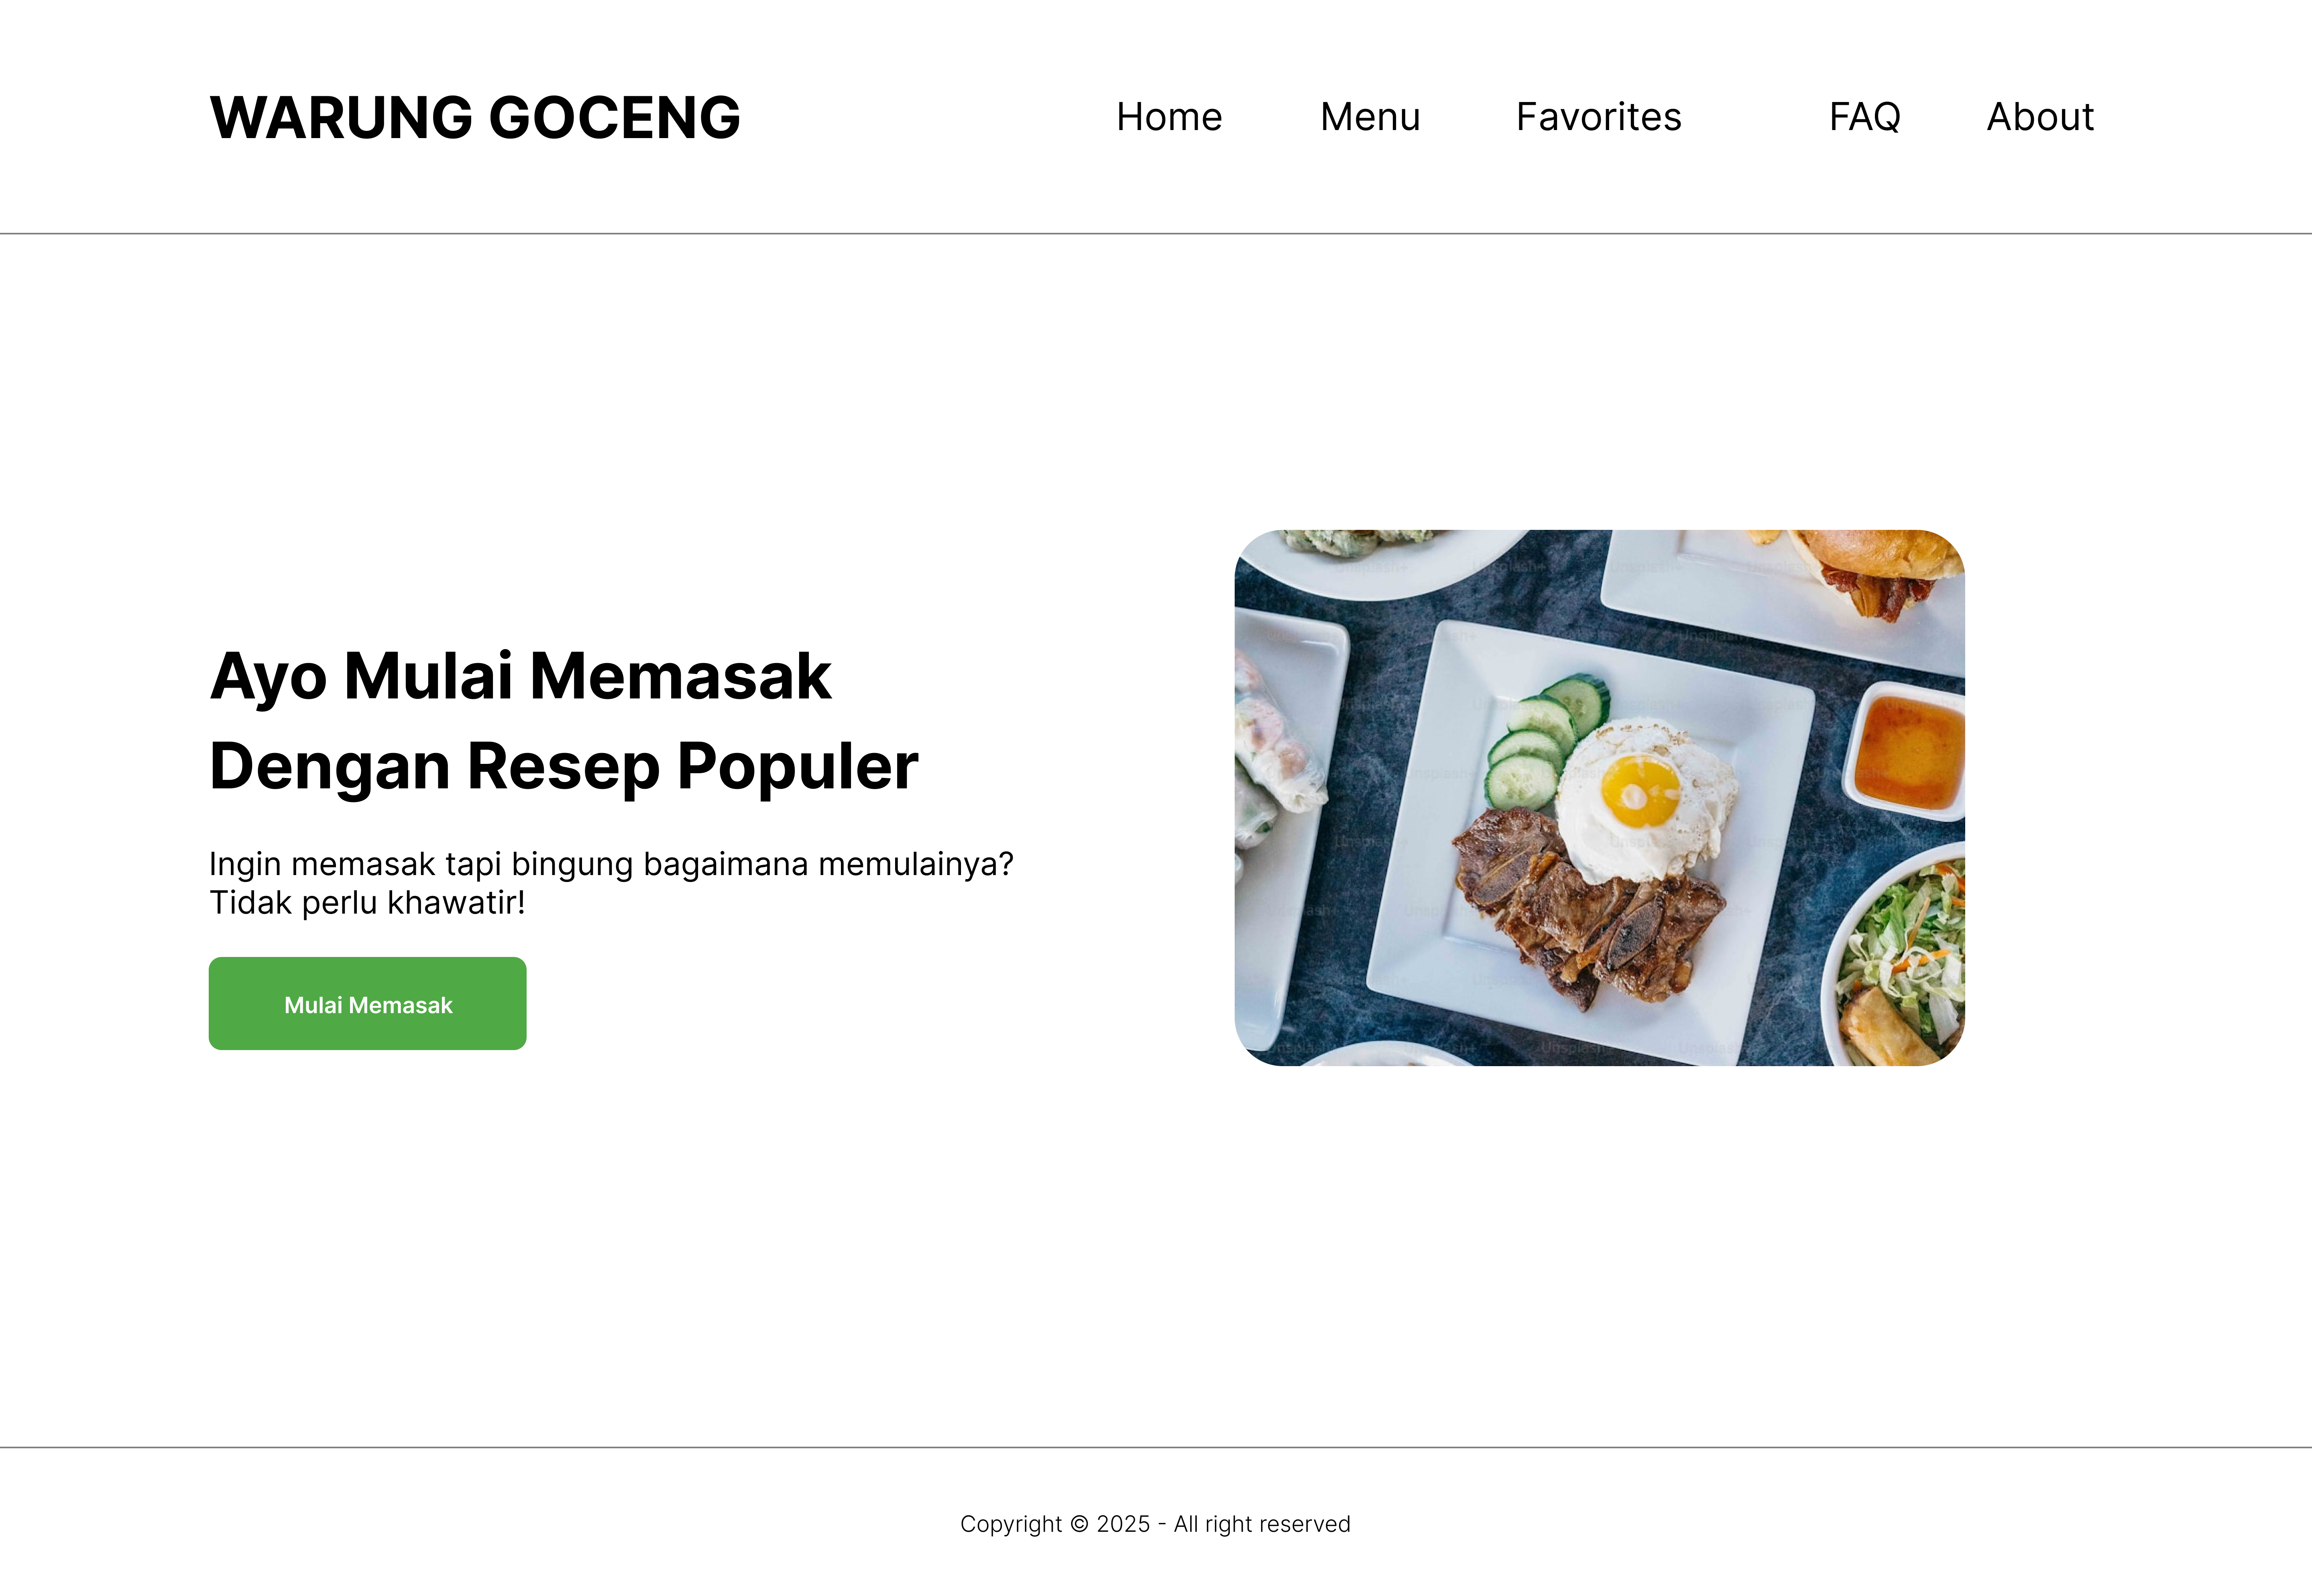 WARUNG GOCENG
Home Menu Favorites FAQ About
Ayo Mulai Memasak
Dengan Resep Populer
Ingin memasak tapi bingung bagaimana memulainya?
Tidak perlu khawatir!
Mulai Memasak
Unsplash+
Copyright © 2025 - All right reserved